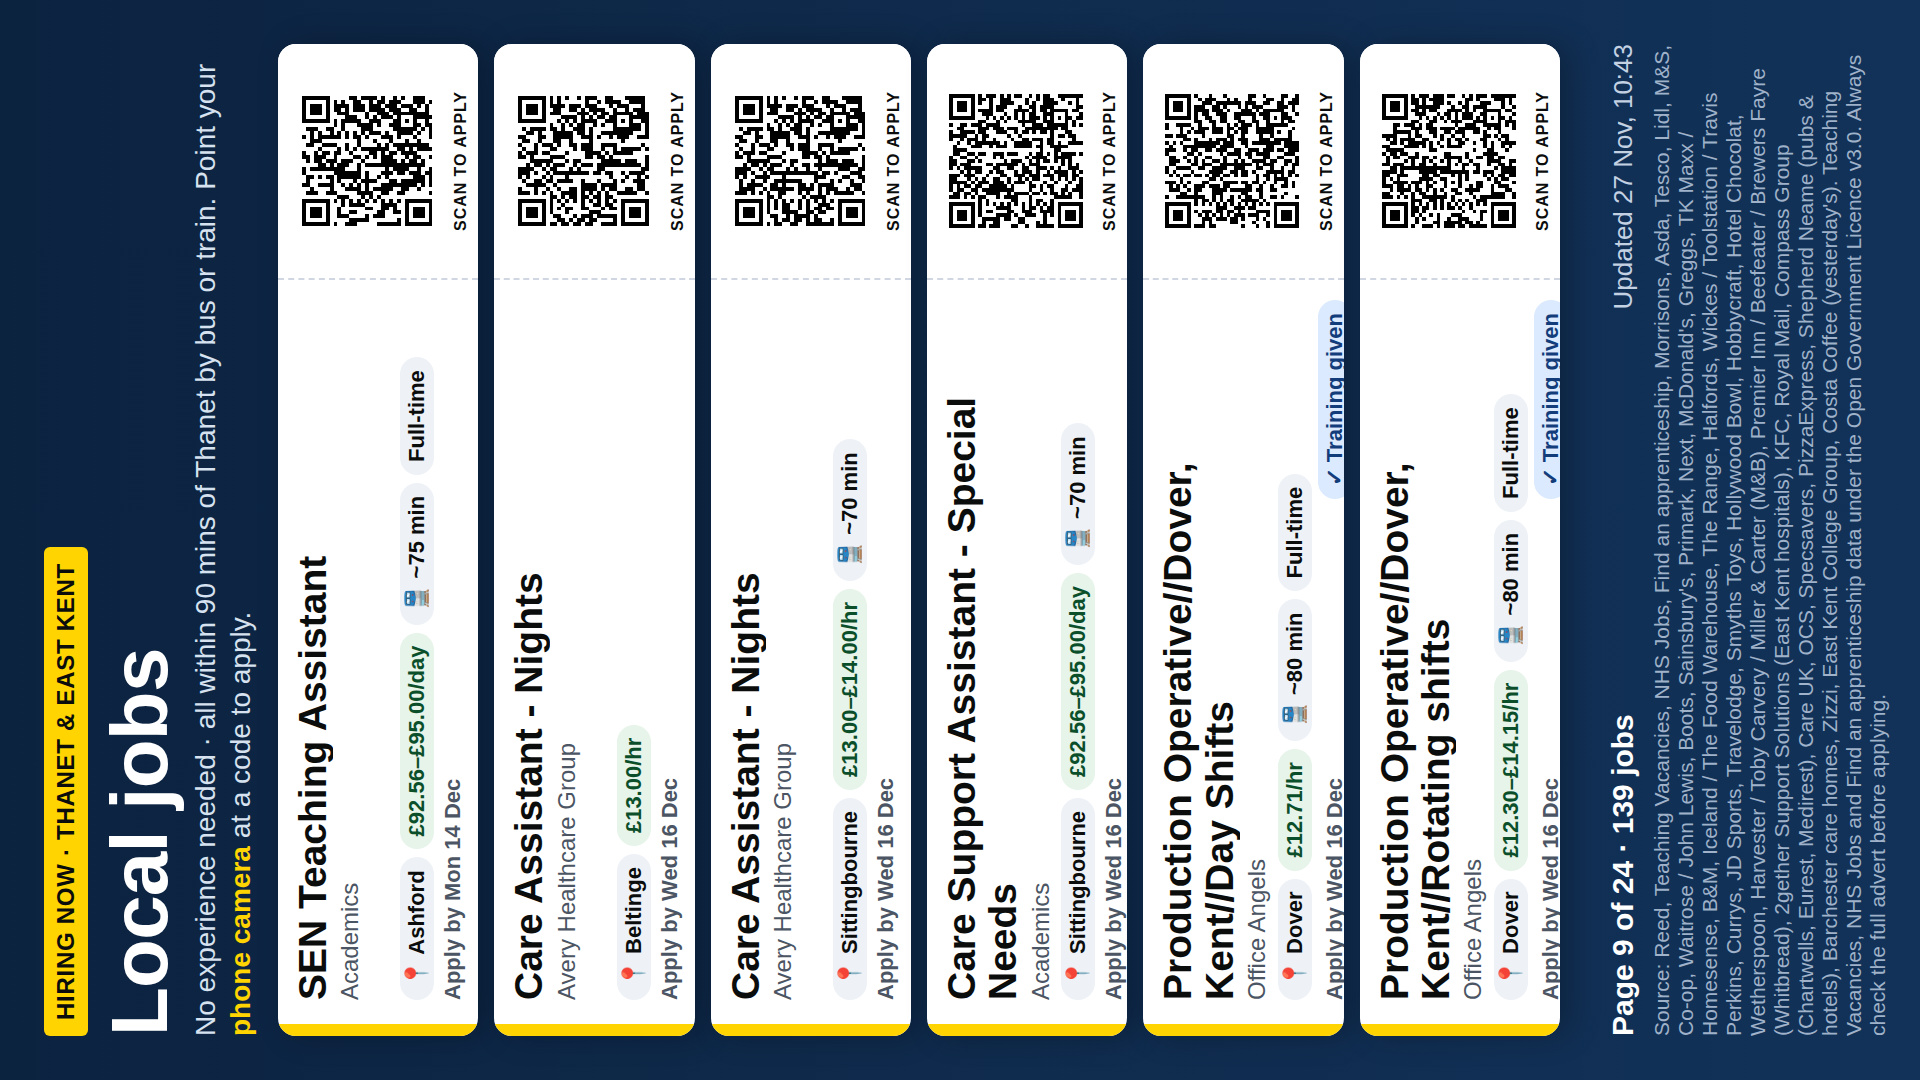 HIRING NOW · THANET & EAST KENT
Local jobs
No experience needed · all within 90 mins of Thanet by bus or train. Point your
phone camera at a code to apply.
SEN Teaching Assistant
Academics
Ashford
£92.56–£95.00/day
~75 min
Full-time
Apply by Mon 14 Dec
SCAN TO APPLY
Care Assistant - Nights
Avery Healthcare Group
Beltinge
£13.00/hr
Apply by Wed 16 Dec
SCAN TO APPLY
Care Assistant - Nights
Avery Healthcare Group
Sittingbourne
£13.00–£14.00/hr
~70 min
Apply by Wed 16 Dec
SCAN TO APPLY
Care Support Assistant - Special
Needs
Academics
Sittingbourne
£92.56–£95.00/day
~70 min
Apply by Wed 16 Dec
SCAN TO APPLY
Production Operative//Dover,
Kent//Day Shifts
Office Angels
Dover
£12.71/hr
~80 min
Full-time
Apply by Wed 16 Dec
✓ Training given
SCAN TO APPLY
Production Operative//Dover,
Kent//Rotating shifts
Office Angels
Dover
£12.30–£14.15/hr
~80 min
Full-time
Apply by Wed 16 Dec
✓ Training given
SCAN TO APPLY
Page 9 of 24 · 139 jobs
Updated 27 Nov, 10:43
Source: Reed, Teaching Vacancies, NHS Jobs, Find an apprenticeship, Morrisons, Asda, Tesco, Lidl, M&S,
Co-op, Waitrose / John Lewis, Boots, Sainsbury's, Primark, Next, McDonald's, Greggs, TK Maxx /
Homesense, B&M, Iceland / The Food Warehouse, The Range, Halfords, Wickes / Toolstation / Travis
Perkins, Currys, JD Sports, Travelodge, Smyths Toys, Hollywood Bowl, Hobbycraft, Hotel Chocolat,
Wetherspoon, Harvester / Toby Carvery / Miller & Carter (M&B), Premier Inn / Beefeater / Brewers Fayre
(Whitbread), 2gether Support Solutions (East Kent hospitals), KFC, Royal Mail, Compass Group
(Chartwells, Eurest, Medirest), Care UK, OCS, Specsavers, PizzaExpress, Shepherd Neame (pubs &
hotels), Barchester care homes, Zizzi, East Kent College Group, Costa Coffee (yesterday's). Teaching
Vacancies, NHS Jobs and Find an apprenticeship data under the Open Government Licence v3.0. Always
check the full advert before applying.